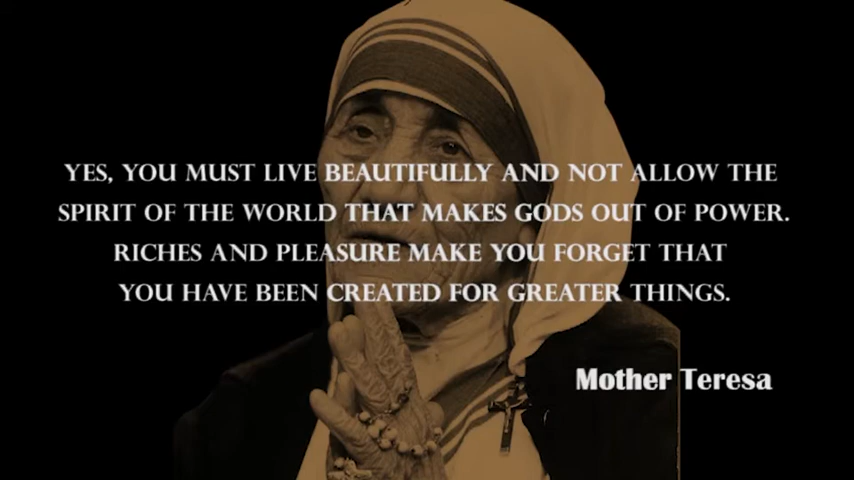 YES, YOU MUST LIVE BEAUTIFULLY AND NOT ALLOW THE
SPIRIT OF THE WORLD THAT MAKES GODS OUT OF POWER.
RICHES AND PLEASURE MAKE YOU FORGET THAT
YOU HAVE BEEN CREATED FOR GREATER THINGS.
Mother Teresa